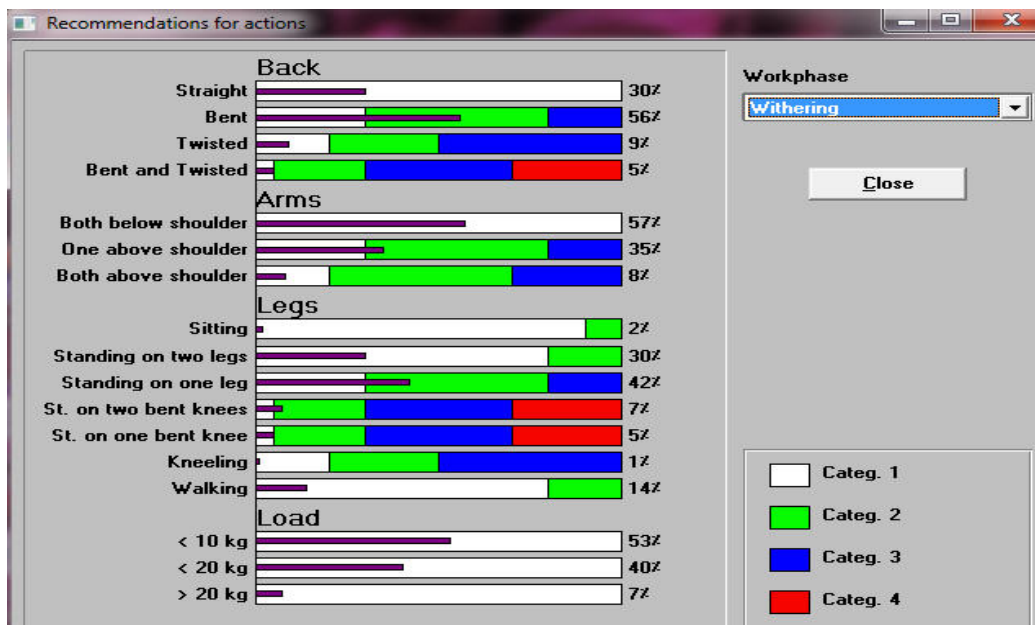 Recommendations for actions
Back
Straight 30%
Bent 56%
Twisted 9%
Bent and Twisted 5%
Arms
Both below shoulder 57%
One above shoulder 35%
Both above shoulder 8%
Legs
Sitting 2%
Standing on two legs 30%
Standing on one leg 42%
St. on two bent knees 7%
St. on one bent knee 5%
Kneeling 1%
Walking 14%
Load
< 10 kg 53%
< 20 kg 40%
> 20 kg 7%
Workphase
Withering
Close
Categ. 1
Categ. 2
Categ. 3
Categ. 4